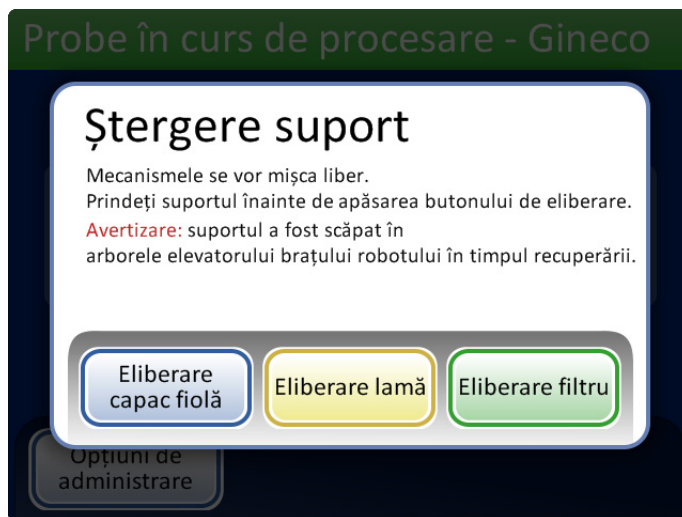 Probe în curs de procesare - Gineco
Ștergere suport
Mecanismele se vor mișca liber.
Prindeți suportul înainte de apăsarea butonului de eliberare.
Avertizare: suportul a fost scăpat în
arborele elevatorului brațului robotului în timpul recuperării.
Eliberare
capac fiolă
Eliberare lamă
Eliberare filtru
Opțiuni de
administrare